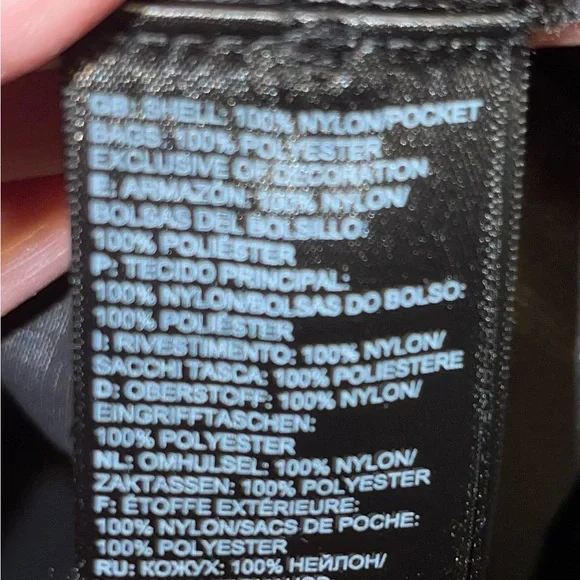 GB: SHELL: 100% NYLON/POCKET
BAGS: 100% POLYESTER
EXCLUSIVE OF DECORATION
E: ARMAZÓN: 100% NYLON/
BOLSAS DEL BOLSILLO:
100% POLIÉSTER
P: TECIDO PRINCIPAL:
100% NYLON/BOLSAS DO BOLSO:
100% POLIÉSTER
I: RIVESTIMENTO: 100% NYLON/
SACCHI TASCA: 100% POLIESTERE
D: OBERSTOFF: 100% NYLON/
EINGRIFFTASCHEN:
100% POLYESTER
NL: OMHULSEL: 100% NYLON/
ZAKTASSEN: 100% POLYESTER
F: ÉTOFFE EXTÉRIEURE:
100% NYLON/SACS DE POCHE:
100% POLYESTER
RU: КОЖУХ: 100% НЕЙЛОН/